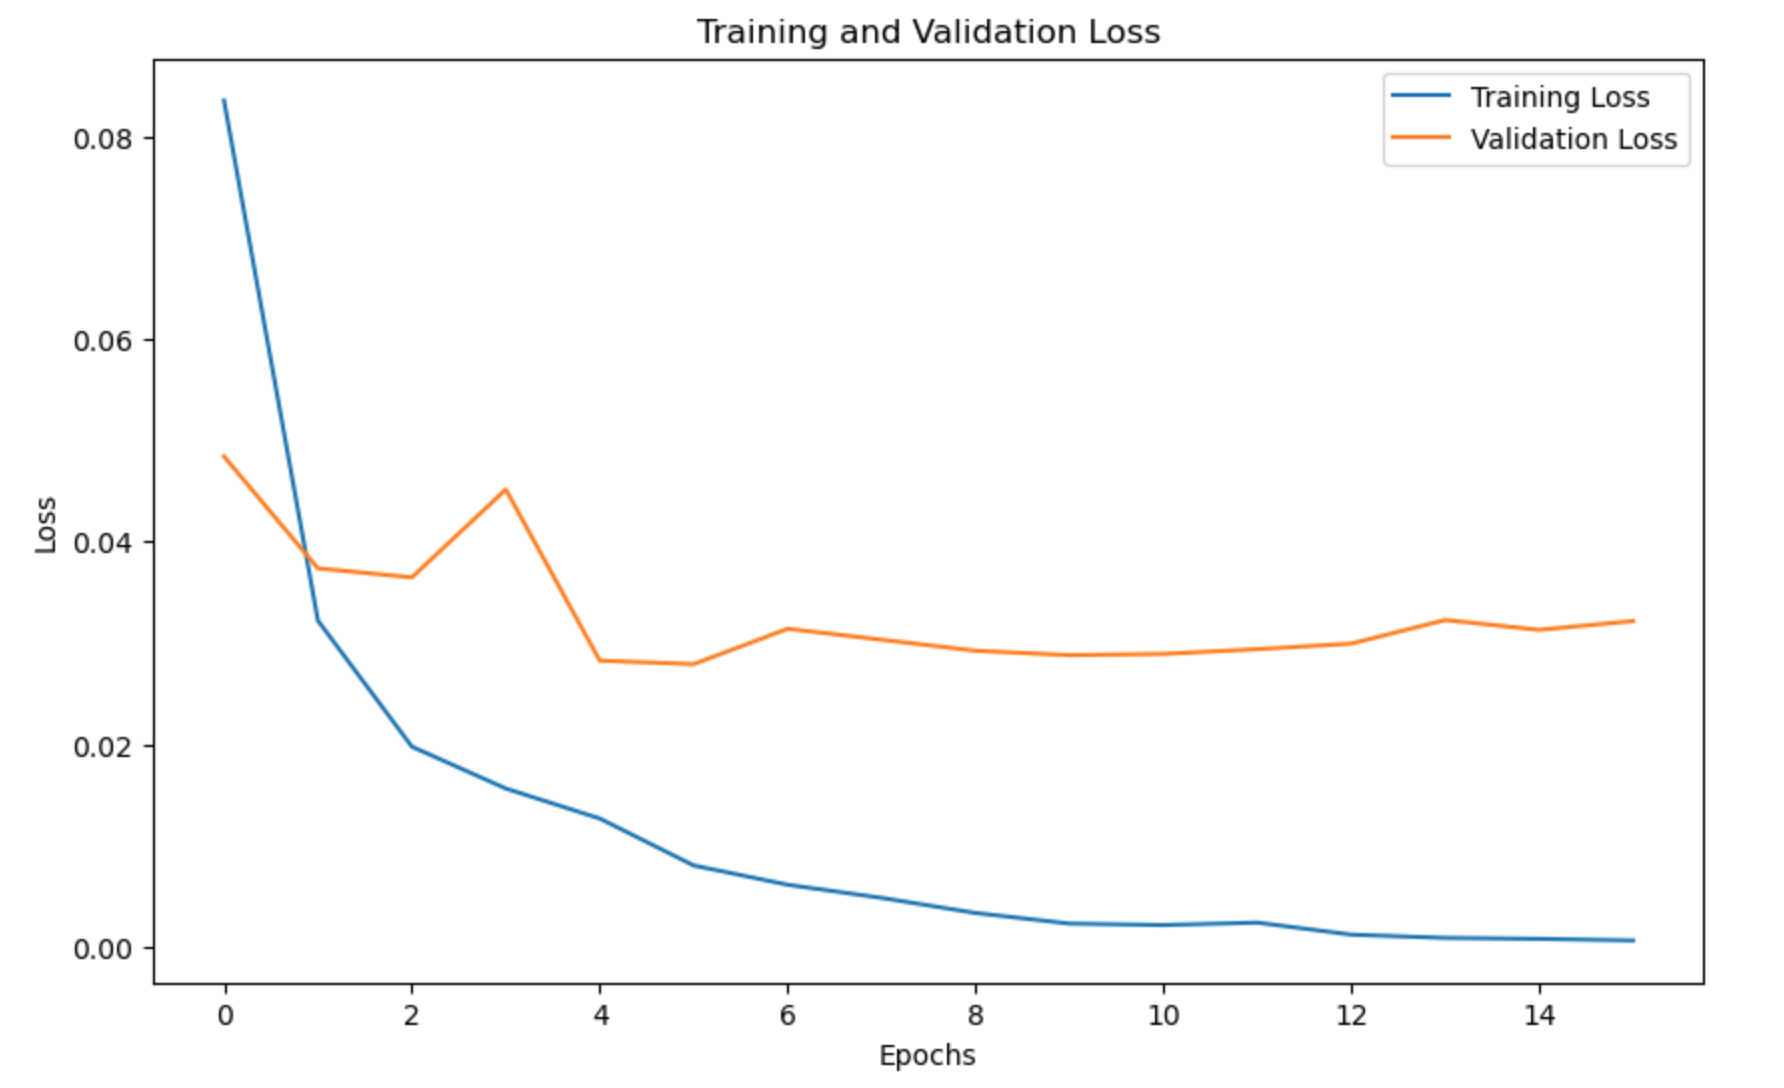 Training and Validation Loss
Training Loss
Validation Loss
0.08
0.06
0.04
0.02
0.00
Loss
0 2 4 6 8 10 12 14
Epochs